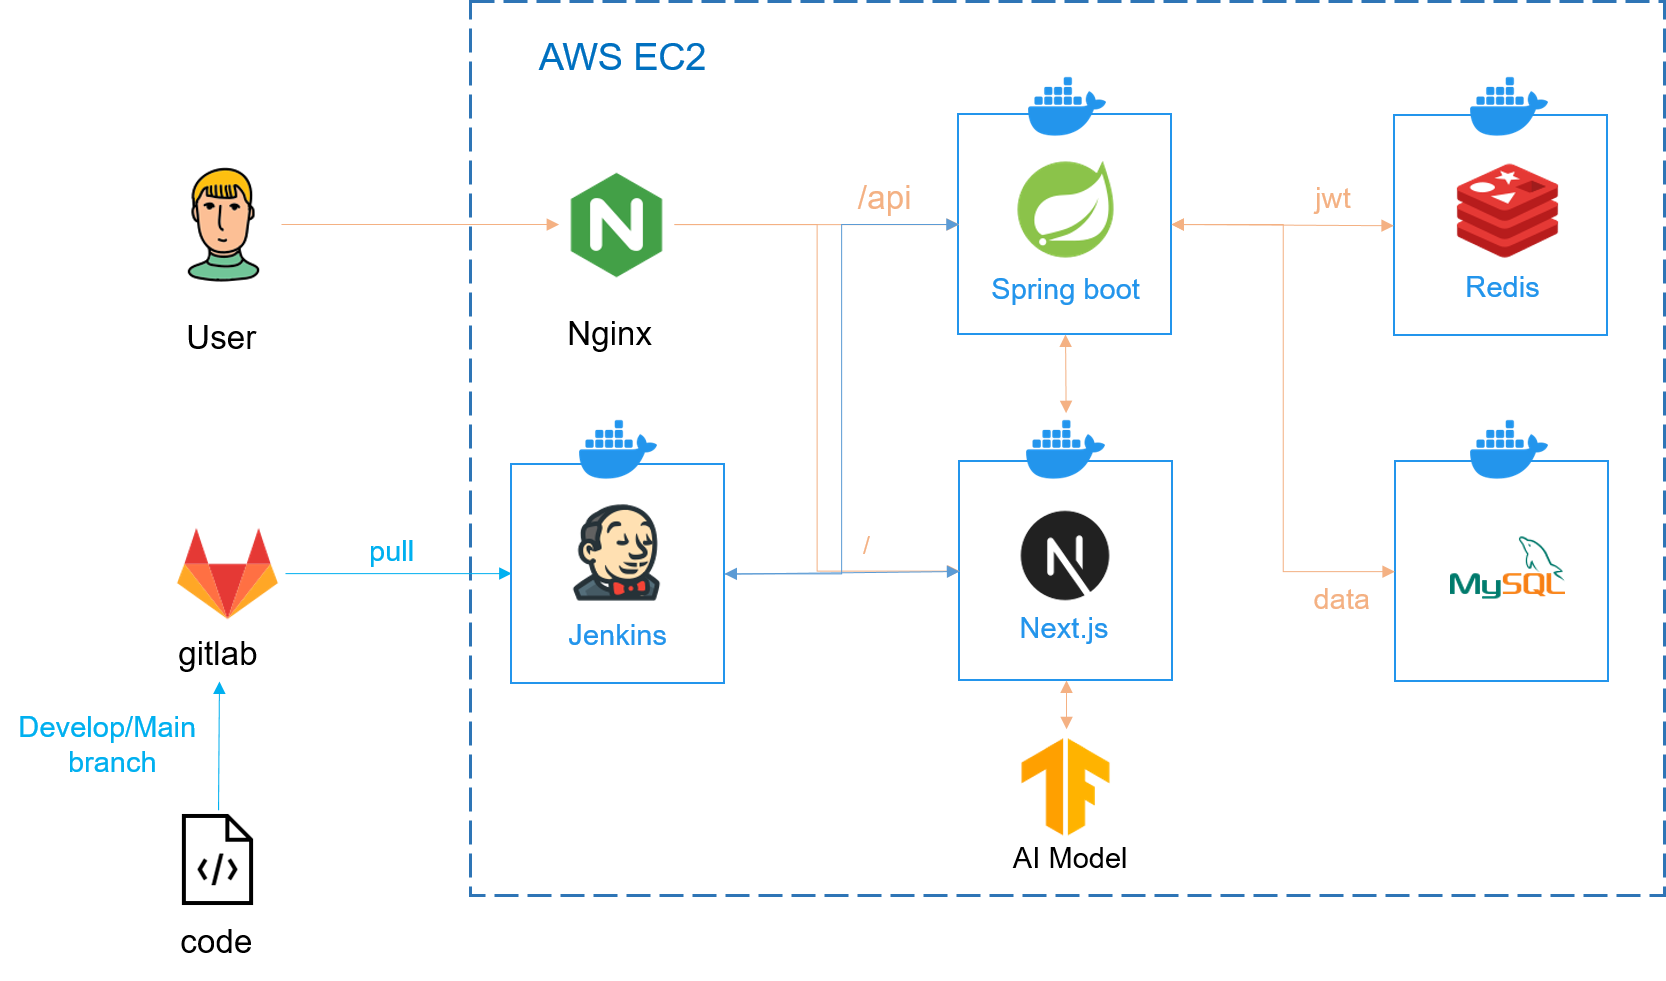 AWS EC2
/api
jwt
Spring boot
Redis
User
Nginx
pull
/
Jenkins
Next.js
MySQL
data
gitlab
Develop/Main
branch
AI Model
code